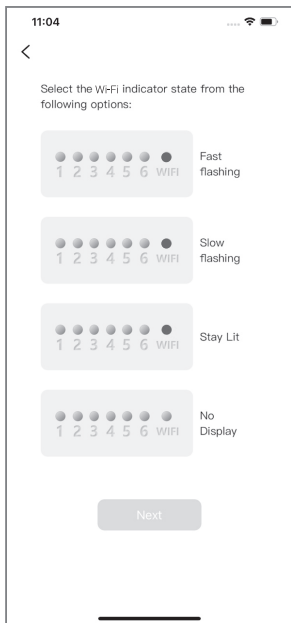 11:04
Select the Wi-Fi indicator state from the
following options:
1 2 3 4 5 6 WIFI
Fast
flashing
1 2 3 4 5 6 WIFI
Slow
flashing
1 2 3 4 5 6 WIFI
Stay Lit
1 2 3 4 5 6 WIFI
No
Display
Next